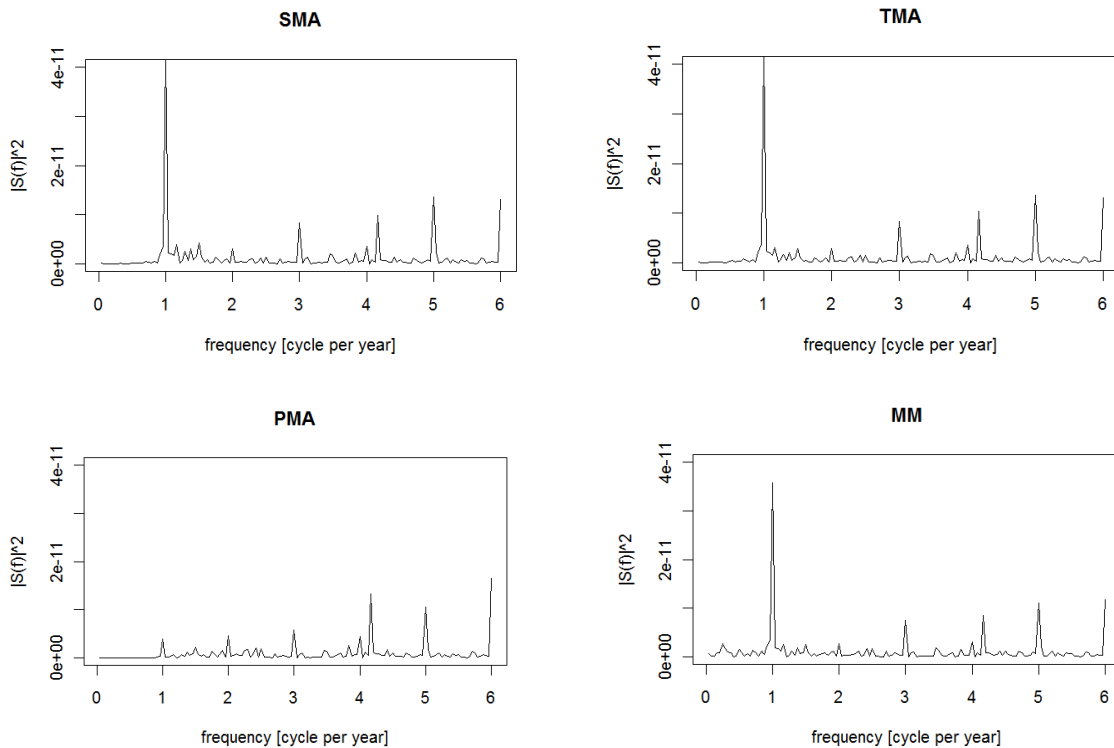 SMA
|S(f)|^2
0e+00 2e-11 4e-11
0 1 2 3 4 5 6
frequency [cycle per year]
TMA
|S(f)|^2
0e+00 2e-11 4e-11
0 1 2 3 4 5 6
frequency [cycle per year]
PMA
|S(f)|^2
0e+00 2e-11 4e-11
0 1 2 3 4 5 6
frequency [cycle per year]
MM
|S(f)|^2
0e+00 2e-11 4e-11
0 1 2 3 4 5 6
frequency [cycle per year]